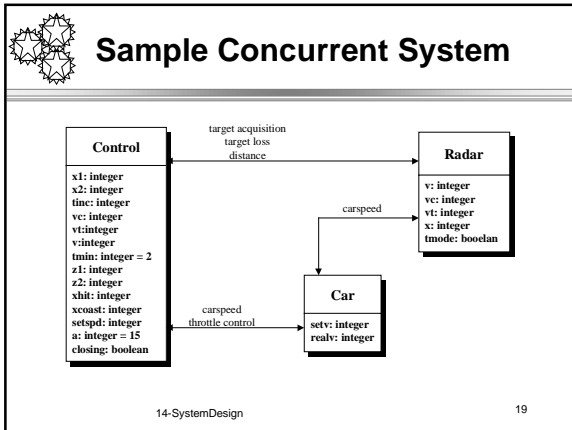 Sample Concurrent System
target acquisition
target loss
distance
Control
x1: integer
x2: integer
tinc: integer
vc: integer
vt:integer
v:integer
tmin: integer = 2
z1: integer
z2: integer
xhit: integer
xcoast: integer
setspd: integer
a: integer = 15
closing: boolean
Radar
v: integer
vc: integer
vt: integer
x: integer
tmode: booelan
carspeed
Car
setv: integer
realv: integer
carspeed
throttle control
14-SystemDesign
19